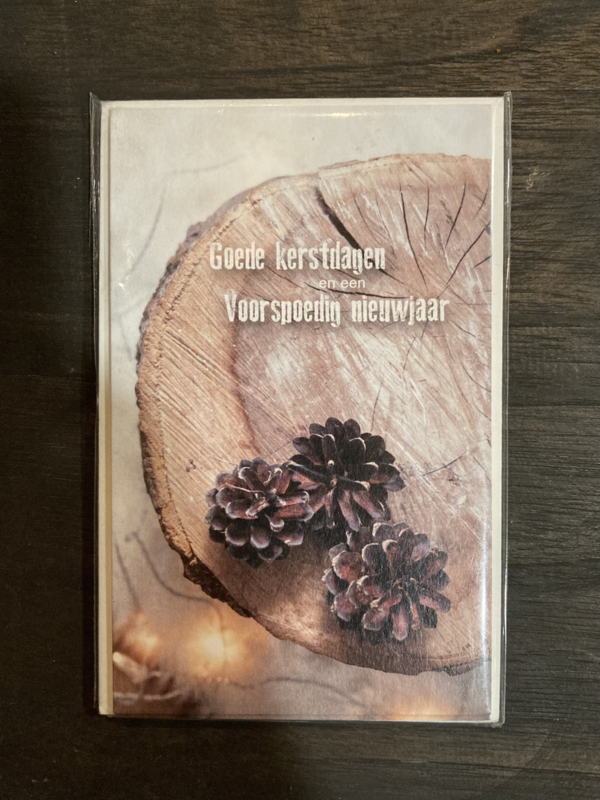 Goede kerstdagen
en een
Voorspoedig nieuwjaar